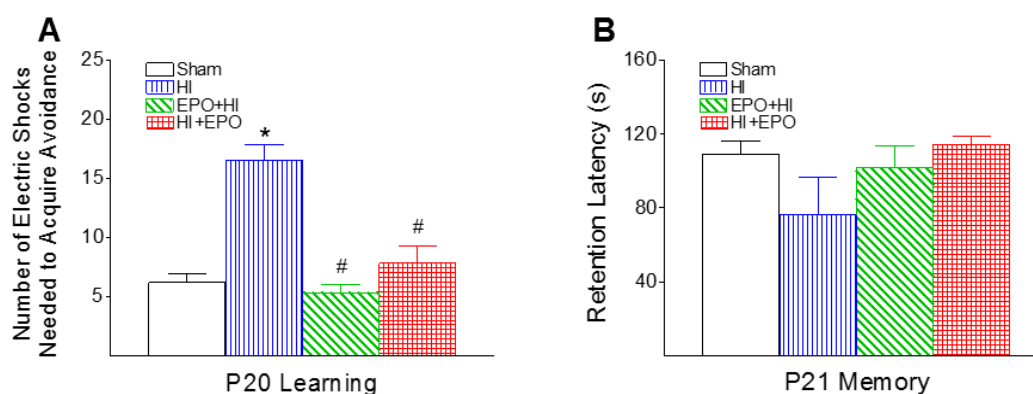 A
Number of Electric Shocks
Needed to Acquire Avoidance
25
20
15
10
5
Sham
HI
EPO+HI
HI +EPO
*
#
#
P20 Learning
B
Retention Latency (s)
160
120
80
40
Sham
HI
EPO+HI
HI +EPO
P21 Memory